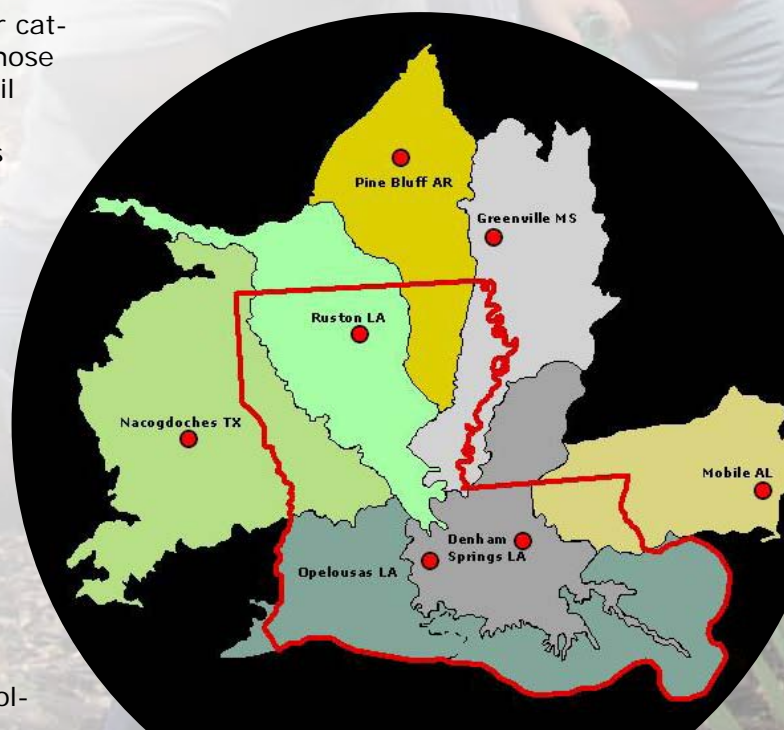 r cat-
nose
il
s
ol-
Pine Bluff AR
Greenville MS
Ruston LA
Nacogdoches TX
Mobile AL
Denham
Springs LA
Opelousas LA